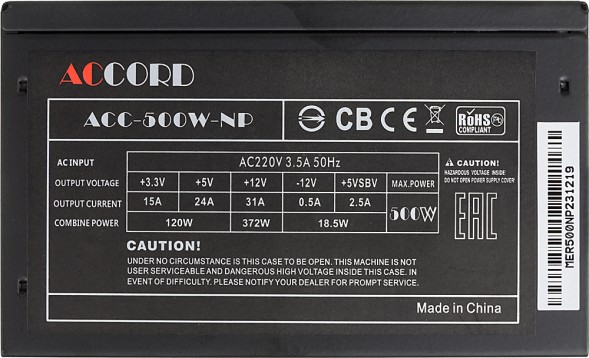 ACCORD
ACC-500W-NP
CB CE RoHS COMPLIANT Pb
AC INPUT AC220V 3.5A 50Hz
OUTPUT VOLTAGE +3.3V +5V +12V -12V +5VSBV MAX.POWER
OUTPUT CURRENT 15A 24A 31A 0.5A 2.5A 500W
COMBINE POWER 120W 372W 18.5W
CAUTION!
HAZARDOUS VOLTAGE INSIDE!
DO NOT OPEN POWER SUPPLY COVER!
EAC
CAUTION!
UNDER NO CIRCUMSTANCE IS THIS CASE TO BE OPEN. THIS MACHINE IS NOT
USER SERVICEABLE AND DANGEROUS HIGH VOLTAGE INSIDE THIS CASE. IN
EVENT OF DIFFICULTY. PLEASE NOTIFY YOUR DEALER FOR PROMPT SERVICE.
Made in China
MER500NP231219